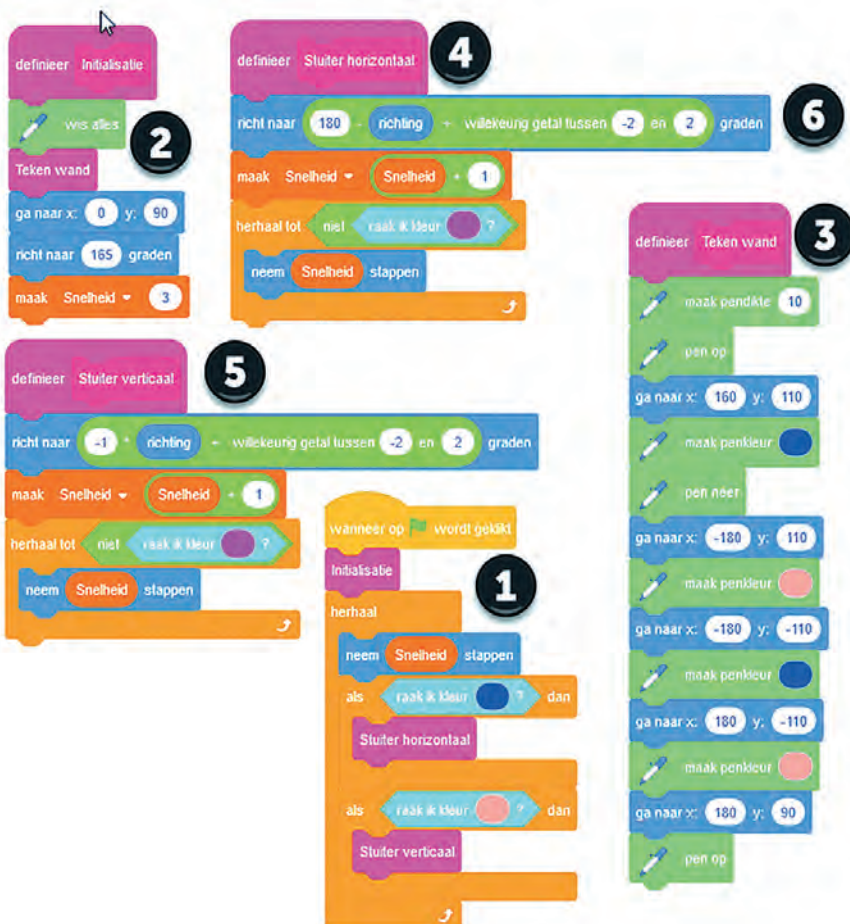 definieer Initialisatie
wis alles
2
Teken wand
ga naar x: 0 y: 90
richt naar 165 graden
maak Snelheid 3
definieer Stuiter horizontaal
4
richt naar 180 - richting + willekeurig getal tussen -2 en 2 graden
6
maak Snelheid Snelheid + 1
herhaal tot niet raak ik kleur ?
neem Snelheid stappen
definieer Teken wand
3
maak pendikte 10
pen op
ga naar x: 160 y: 110
maak penkleur
pen neer
ga naar x: -180 y: 110
maak penkleur
ga naar x: -180 y: -110
maak penkleur
ga naar x: 180 y: -110
maak penkleur
ga naar x: 180 y: 90
pen op
definieer Stuiter verticaal
5
richt naar -1 * richting + willekeurig getal tussen -2 en 2 graden
maak Snelheid Snelheid + 1
herhaal tot niet raak ik kleur ?
neem Snelheid stappen
wanneer op wordt geklikt
Initialisatie
1
herhaal
neem Snelheid stappen
als raak ik kleur ? dan
Stuiter horizontaal
als raak ik kleur ? dan
Stuiter verticaal